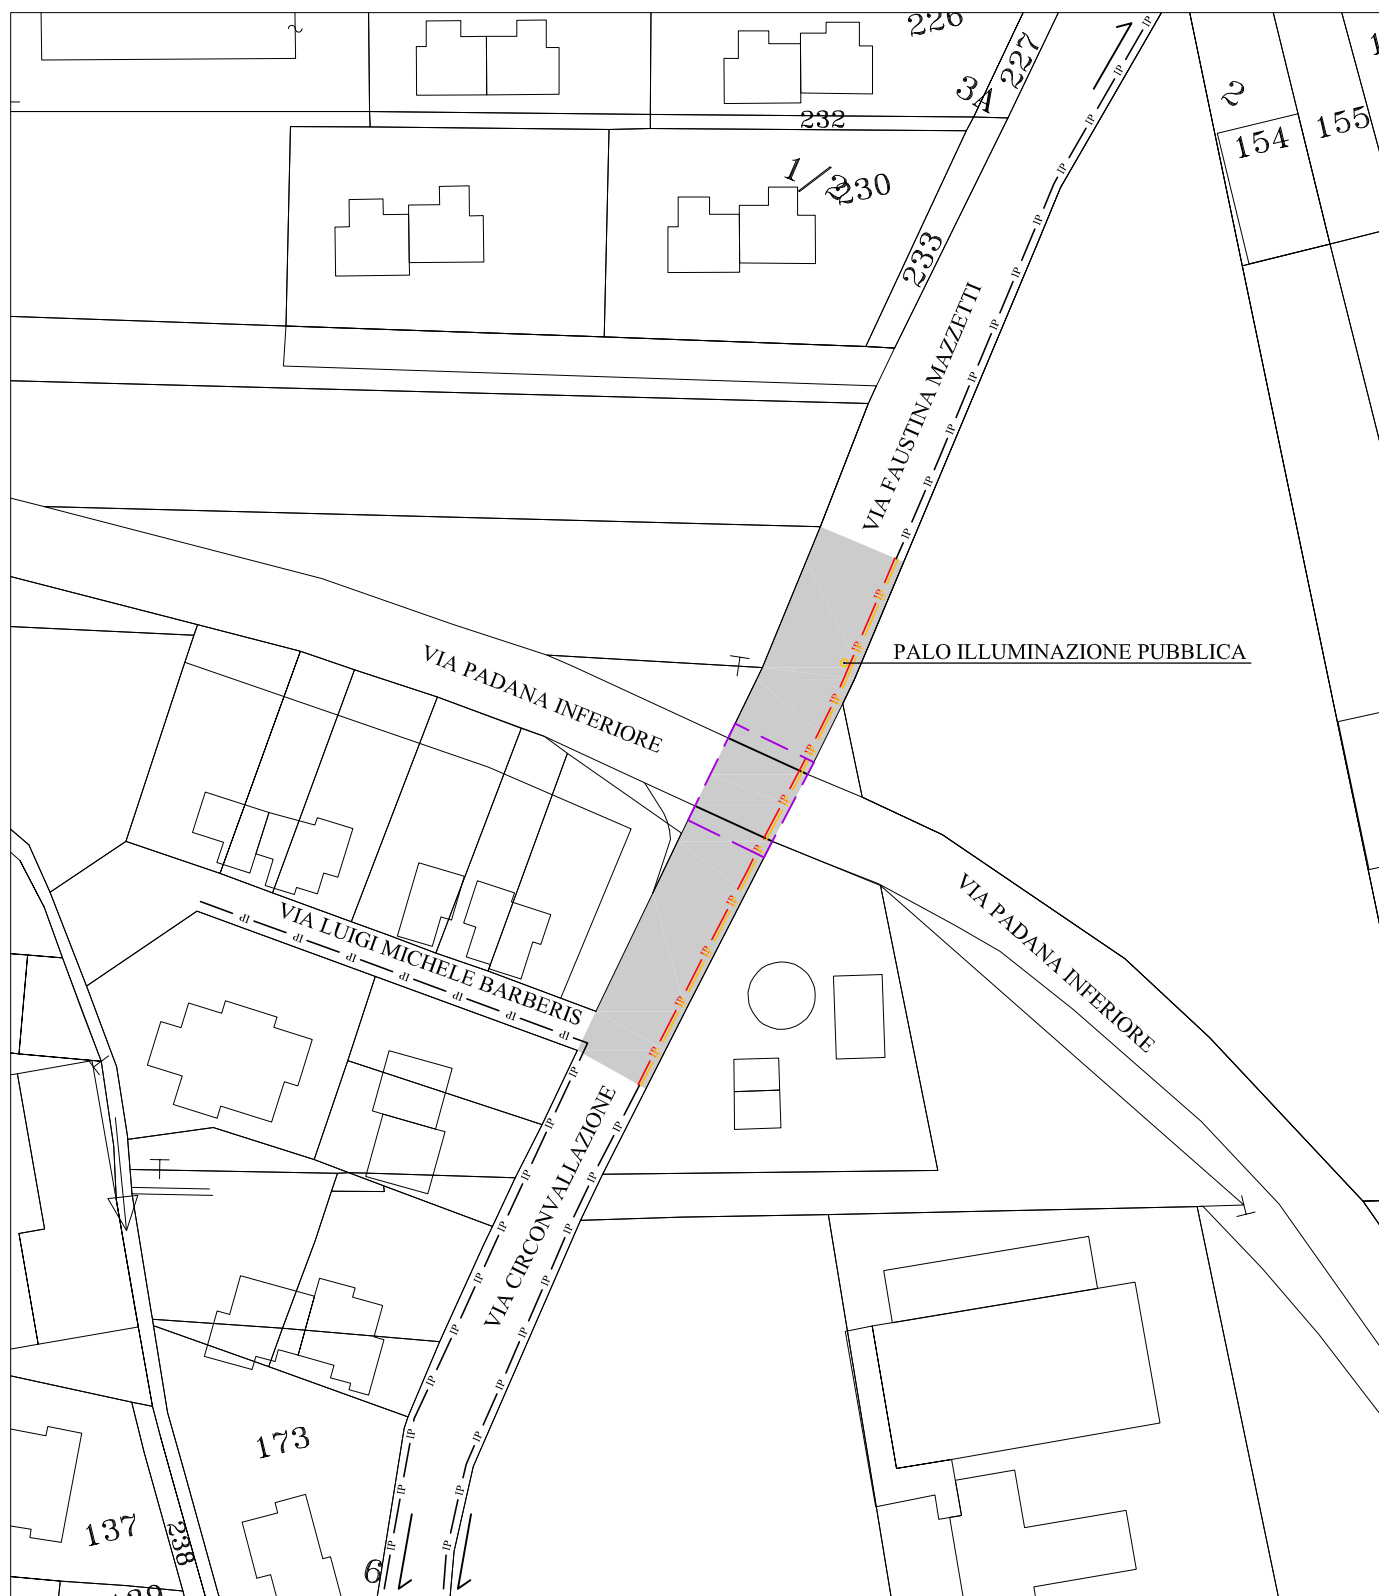 226
227
3A
232
2
154
155
1/2
230
233
VIA FAUSTINA MAZZETTI
PALO ILLUMINAZIONE PUBBLICA
VIA PADANA INFERIORE
VIA PADANA INFERIORE
VIA LUIGI MICHELE BARBERIS
VIA CIRCONVALLAZIONE
IP
173
137
238
6